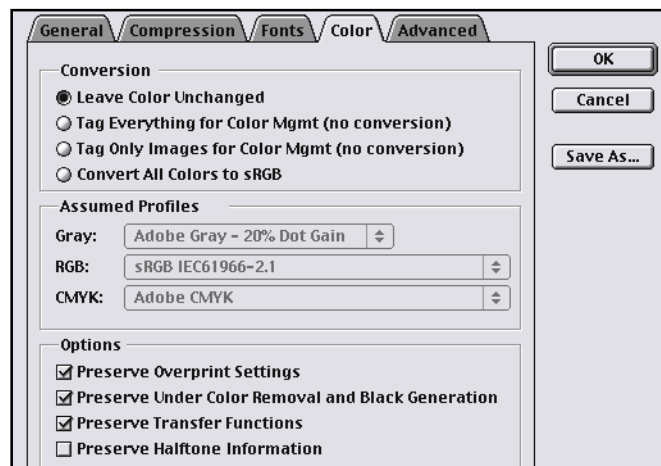 General Compression Fonts Color Advanced
OK
Cancel
Save As...
Conversion
Leave Color Unchanged
Tag Everything for Color Mgmt (no conversion)
Tag Only Images for Color Mgmt (no conversion)
Convert All Colors to sRGB
Assumed Profiles
Gray: Adobe Gray - 20% Dot Gain
RGB: sRGB IEC61966-2.1
CMYK: Adobe CMYK
Options
Preserve Overprint Settings
Preserve Under Color Removal and Black Generation
Preserve Transfer Functions
Preserve Halftone Information